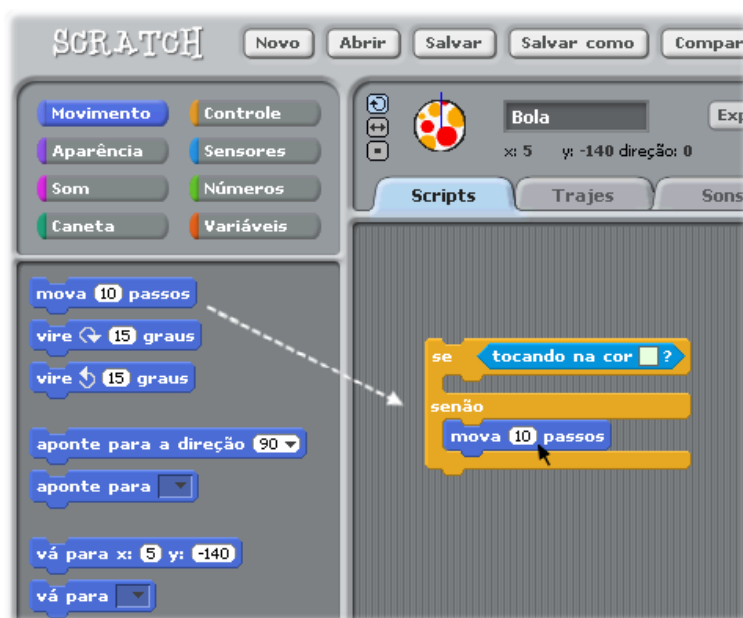 SCRATCH Novo Abrir Salvar Salvar como Compar
Movimento Controle
Aparência Sensores
Som Números
Caneta Variáveis
Bola Exp
x: 5 y: -140 direção: 0
Scripts Trajes Sons
mova 10 passos
vire 15 graus
vire 15 graus
aponte para a direção 90
aponte para
vá para x: 5 y: -140
vá para
se tocando na cor ?
senão
mova 10 passos